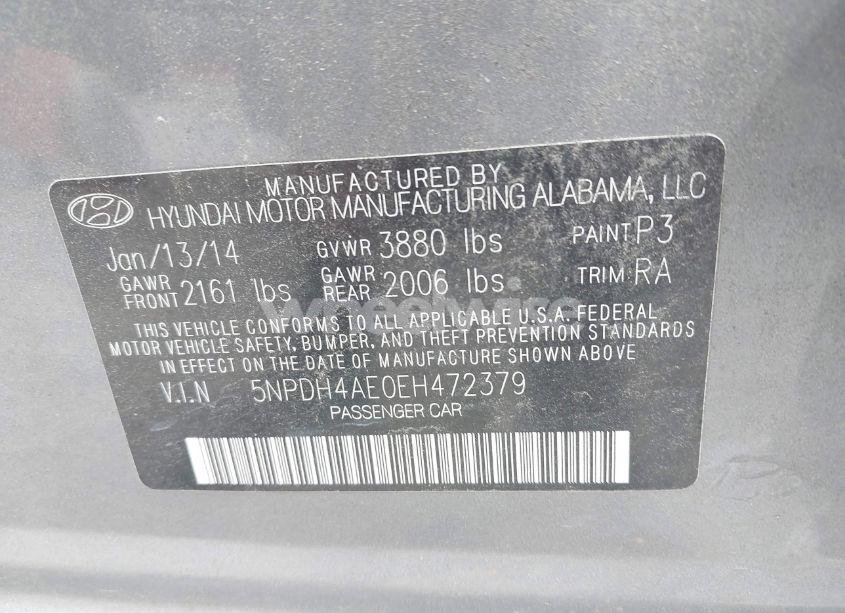 MANUFACTURED BY
HYUNDAI MOTOR MANUFACTURING ALABAMA, LLC
Jan/13/14 GVWR 3880 lbs PAINT P3
GAWR FRONT 2161 lbs GAWR REAR 2006 lbs TRIM RA
THIS VEHICLE CONFORMS TO ALL APPLICABLE U.S.A. FEDERAL
MOTOR VEHICLE SAFETY, BUMPER, AND THEFT PREVENTION STANDARDS
IN EFFECT ON THE DATE OF MANUFACTURE SHOWN ABOVE
V.I.N 5NPDH4AE0EH472379
PASSENGER CAR
Wheelwise